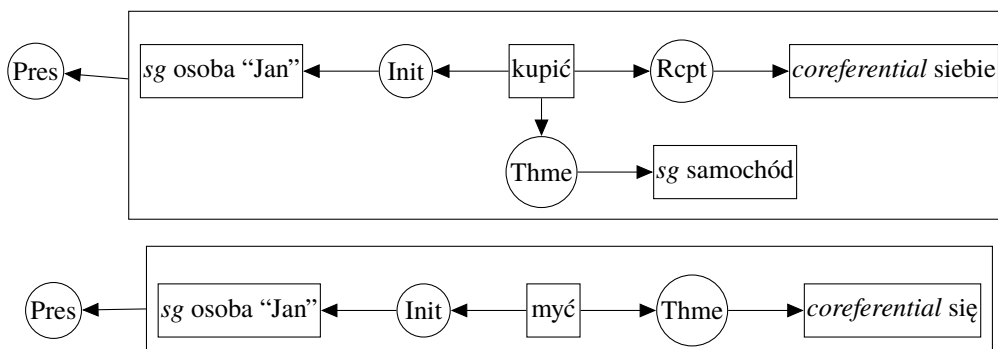 Pres sg osoba “Jan” Init kupić Rcpt coreferential siebie
Thme sg samochód
Pres sg osoba “Jan” Init myć Thme coreferential się